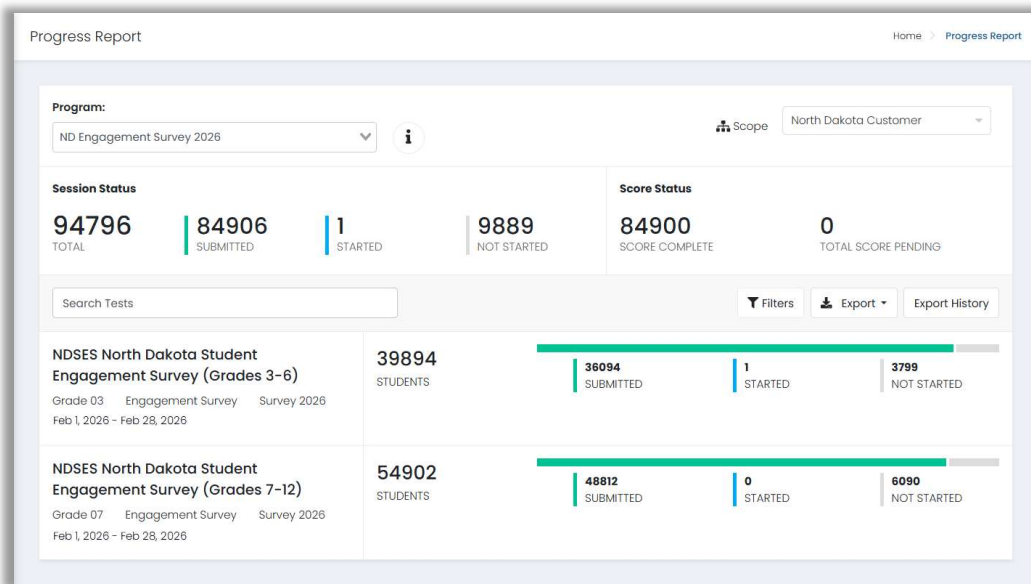 Progress Report
Home > Progress Report
Program:
ND Engagement Survey 2026
i
Scope
North Dakota Customer
Session Status
94796
TOTAL
84906
SUBMITTED
1
STARTED
9889
NOT STARTED
Score Status
84900
SCORE COMPLETE
0
TOTAL SCORE PENDING
Search Tests
Filters
Export
Export History
NDSES North Dakota Student
Engagement Survey (Grades 3-6)
Grade 03 Engagement Survey Survey 2026
Feb 1, 2026 - Feb 28, 2026
39894
STUDENTS
36094
SUBMITTED
1
STARTED
3799
NOT STARTED
NDSES North Dakota Student
Engagement Survey (Grades 7-12)
Grade 07 Engagement Survey Survey 2026
Feb 1, 2026 - Feb 28, 2026
54902
STUDENTS
48812
SUBMITTED
0
STARTED
6090
NOT STARTED